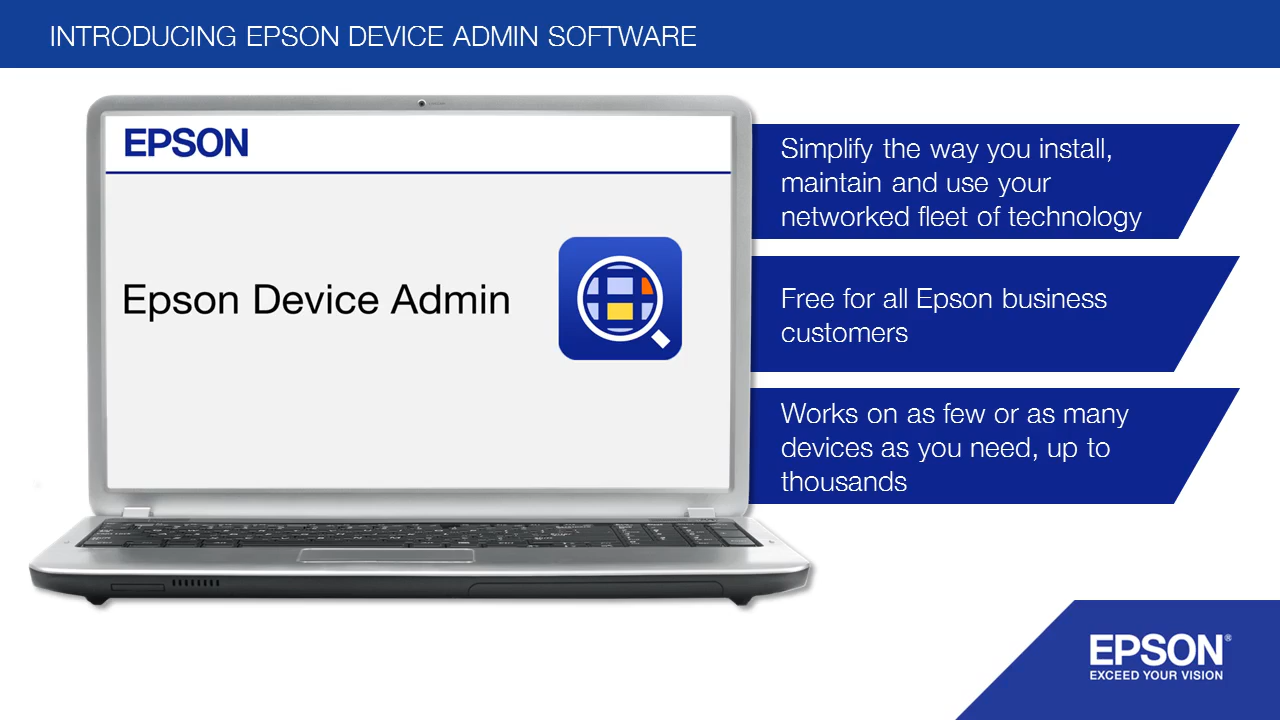 INTRODUCING EPSON DEVICE ADMIN SOFTWARE
EPSON
Epson Device Admin
Simplify the way you install,
maintain and use your
networked fleet of technology
Free for all Epson business
customers
Works on as few or as many
devices as you need, up to
thousands
EPSON®
EXCEED YOUR VISION